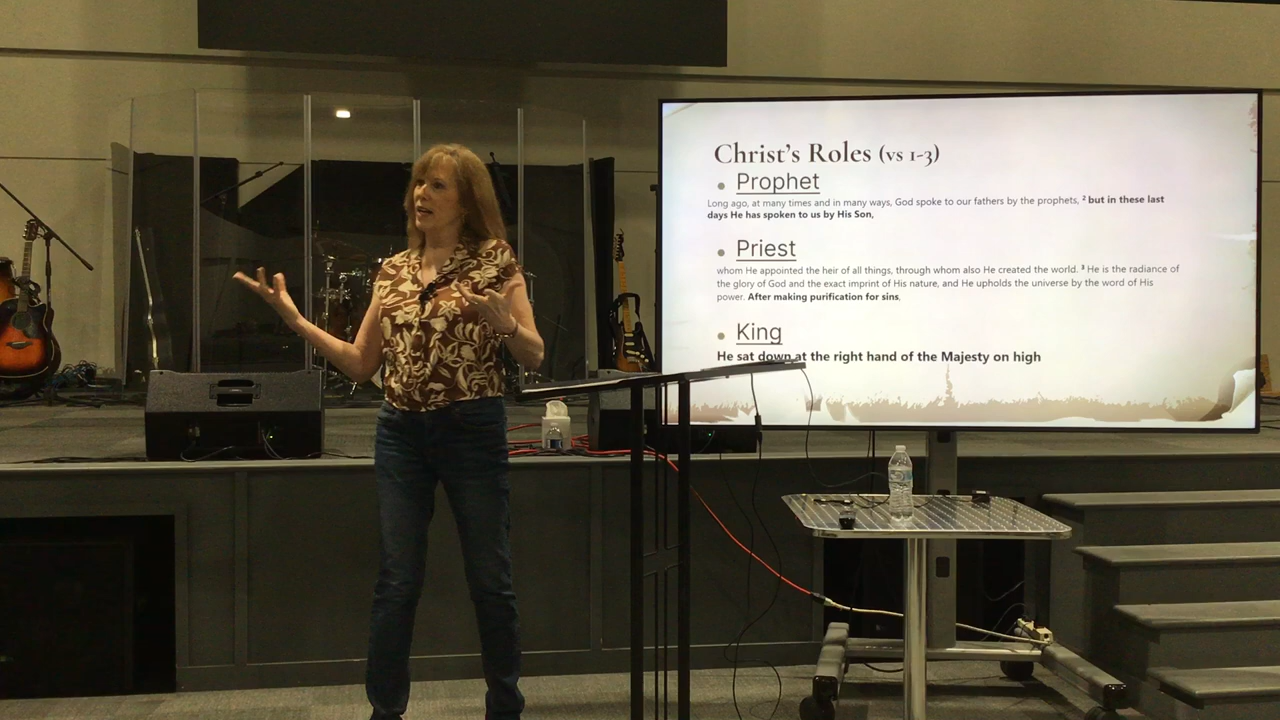 Christ's Roles (vs 1-3)
• Prophet
Long ago, at many times and in many ways, God spoke to our fathers by the prophets, ² but in these last
days He has spoken to us by His Son,
• Priest
whom He appointed the heir of all things, through whom also He created the world. ³ He is the radiance of
the glory of God and the exact imprint of His nature, and He upholds the universe by the word of His
power. After making purification for sins,
• King
He sat down at the right hand of the Majesty on high